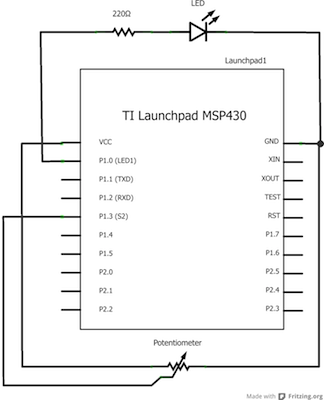 LED
220Ω
Launchpad1
TI Launchpad MSP430
VCC
GND
P1.0 (LED1)
XIN
P1.1 (TXD)
XOUT
P1.2 (RXD)
TEST
P1.3 (S2)
RST
P1.4
P1.7
P1.5
P1.6
P2.0
P2.5
P2.1
P2.4
P2.2
P2.3
Potentiometer
Made with Fritzing.org